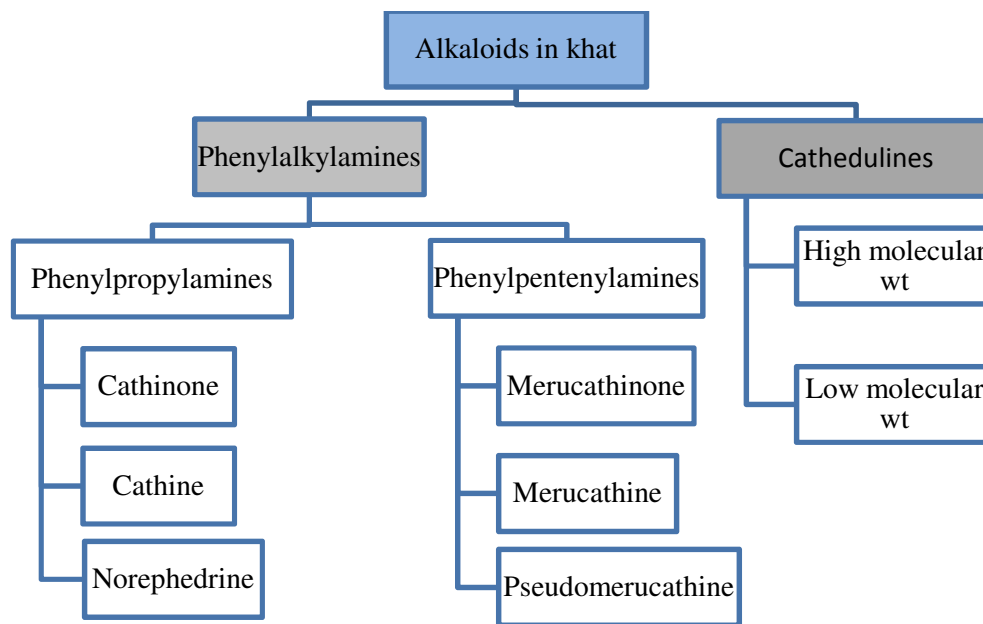 Alkaloids in khat
Phenylalkylamines
Cathedulines
Phenylpropylamines
Phenylpentenylamines
High molecular
wt
Cathinone
Merucathinone
Low molecular
wt
Cathine
Merucathine
Norephedrine
Pseudomerucathine